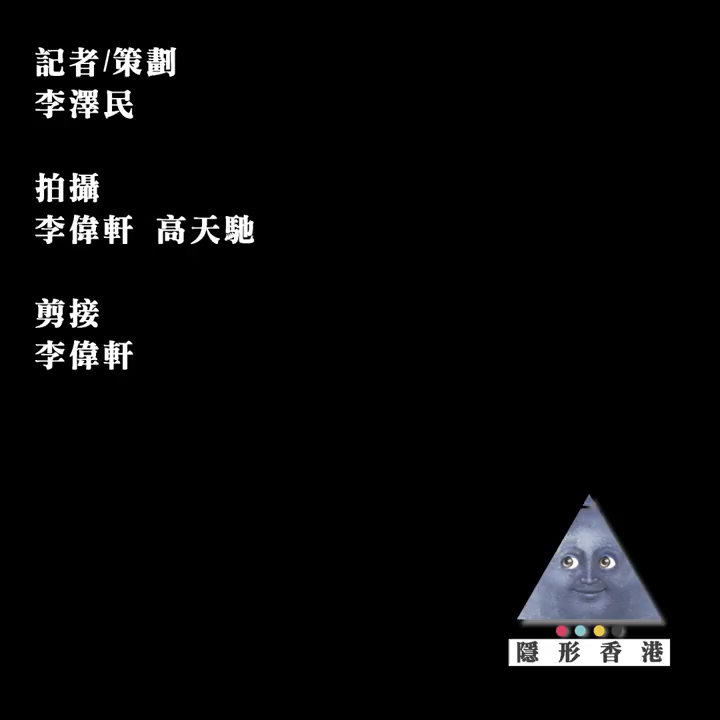 記者/策劃
李澤民
拍攝
李偉軒 高天馳
剪接
李偉軒
隱形香港